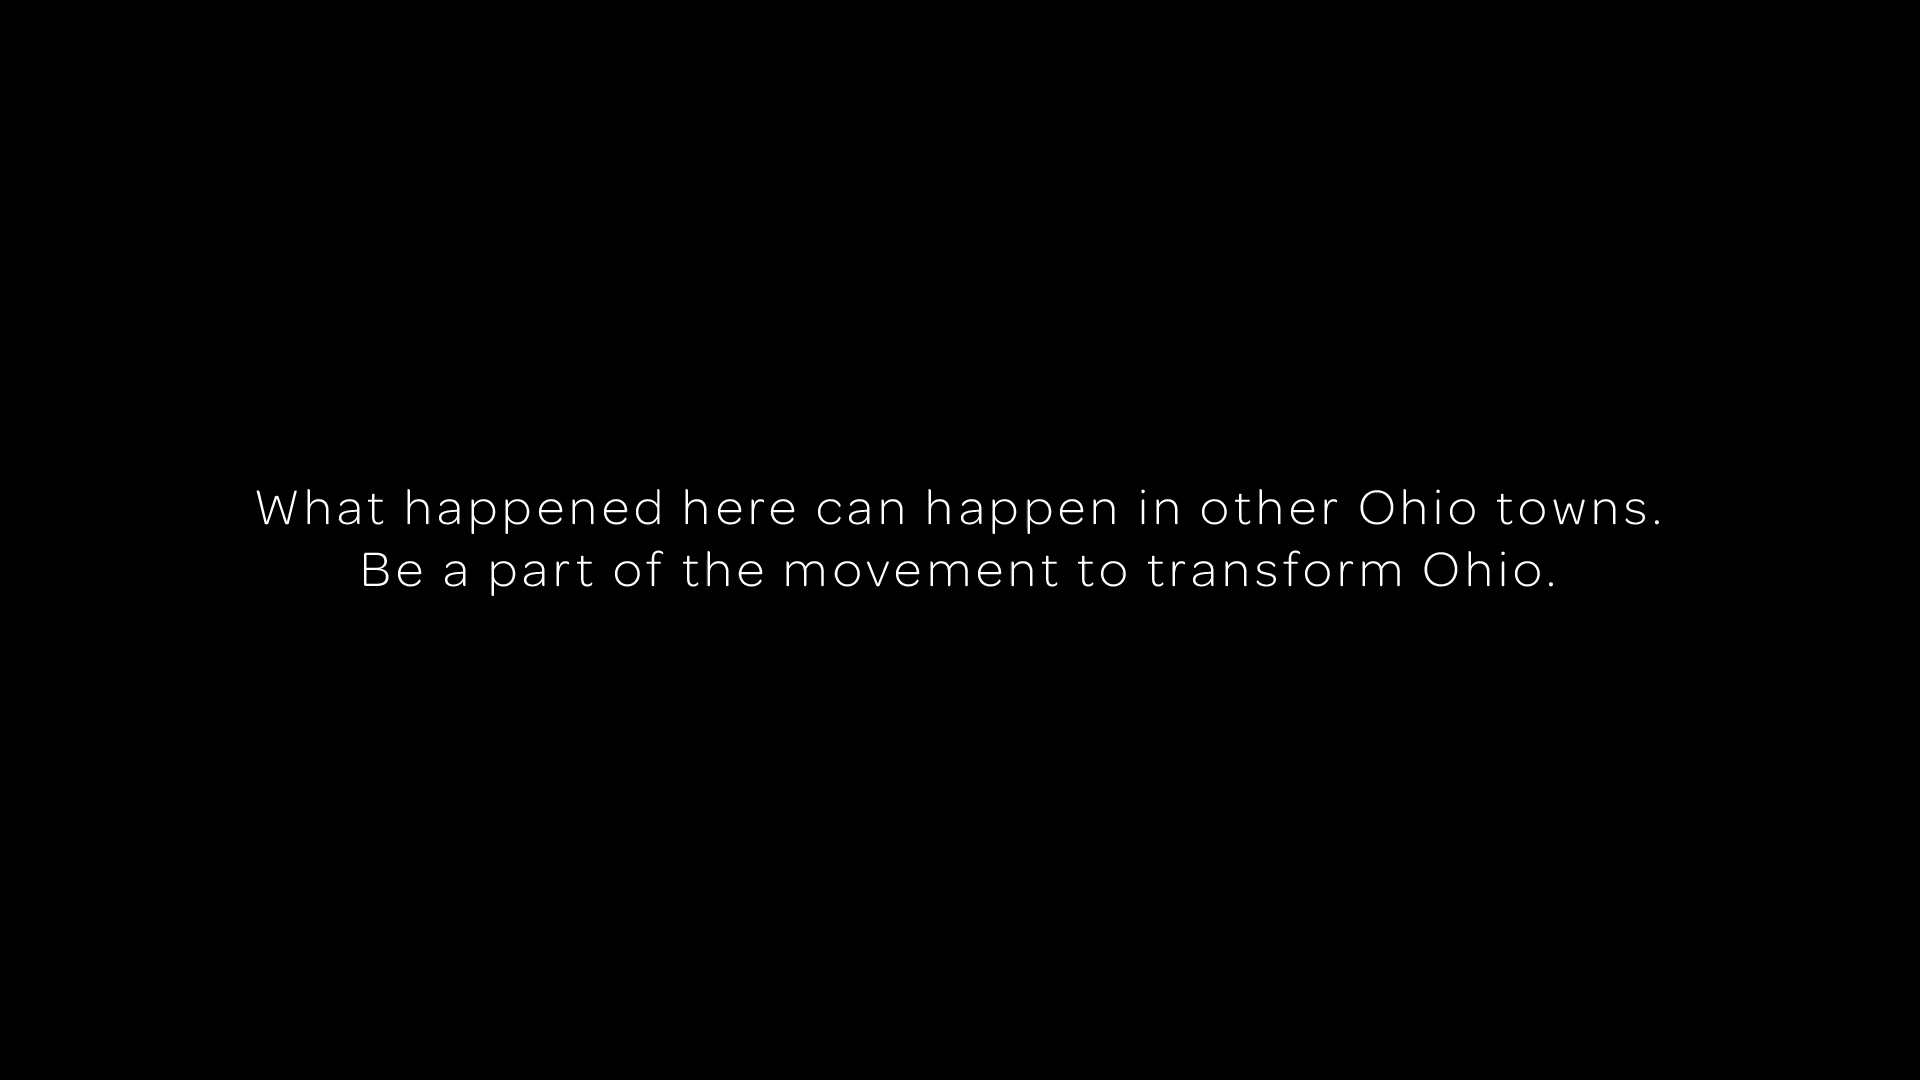 What happened here can happen in other Ohio towns.
Be a part of the movement to transform Ohio.